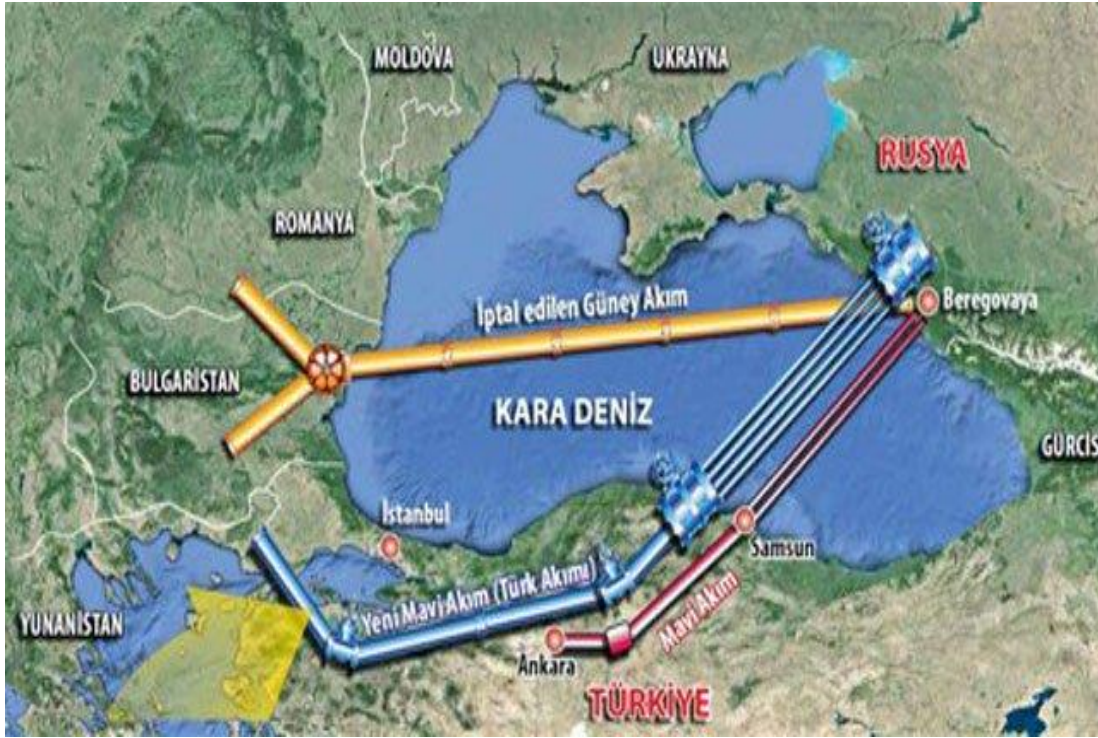 MOLDOVA
UKRAYNA
RUSYA
ROMANYA
İptal edilen Güney Akım
Beregovaya
BULGARİSTAN
KARA DENİZ
GÜRCİS
İstanbul
Samsun
Yeni Mavi Akım (Türk Akımı)
Mavi Akım
YUNANİSTAN
Ankara
TÜRKİYE